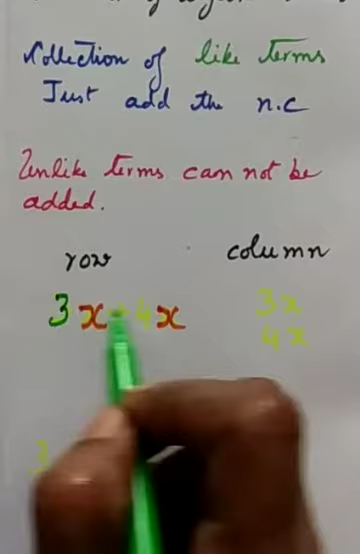 Collection of like terms
Just add the n.c
Unlike terms can not be
added.
row column
3x + 4x 3x
4x
3